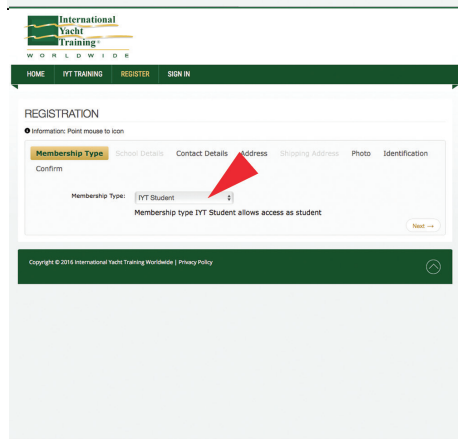 International
Yacht
Training®
WORLDWIDE
HOME IYT TRAINING REGISTER SIGN IN
REGISTRATION
Information: Point mouse to icon
Membership Type School Details Contact Details Address Shipping Address Photo Identification
Confirm
Membership Type: IYT Student
Membership type IYT Student allows access as student
Next →
Copyright © 2016 International Yacht Training Worldwide | Privacy Policy